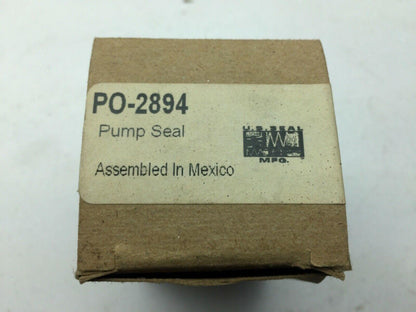 PO-2894
Pump Seal
U.S. SEAL
MFG.
Assembled In Mexico